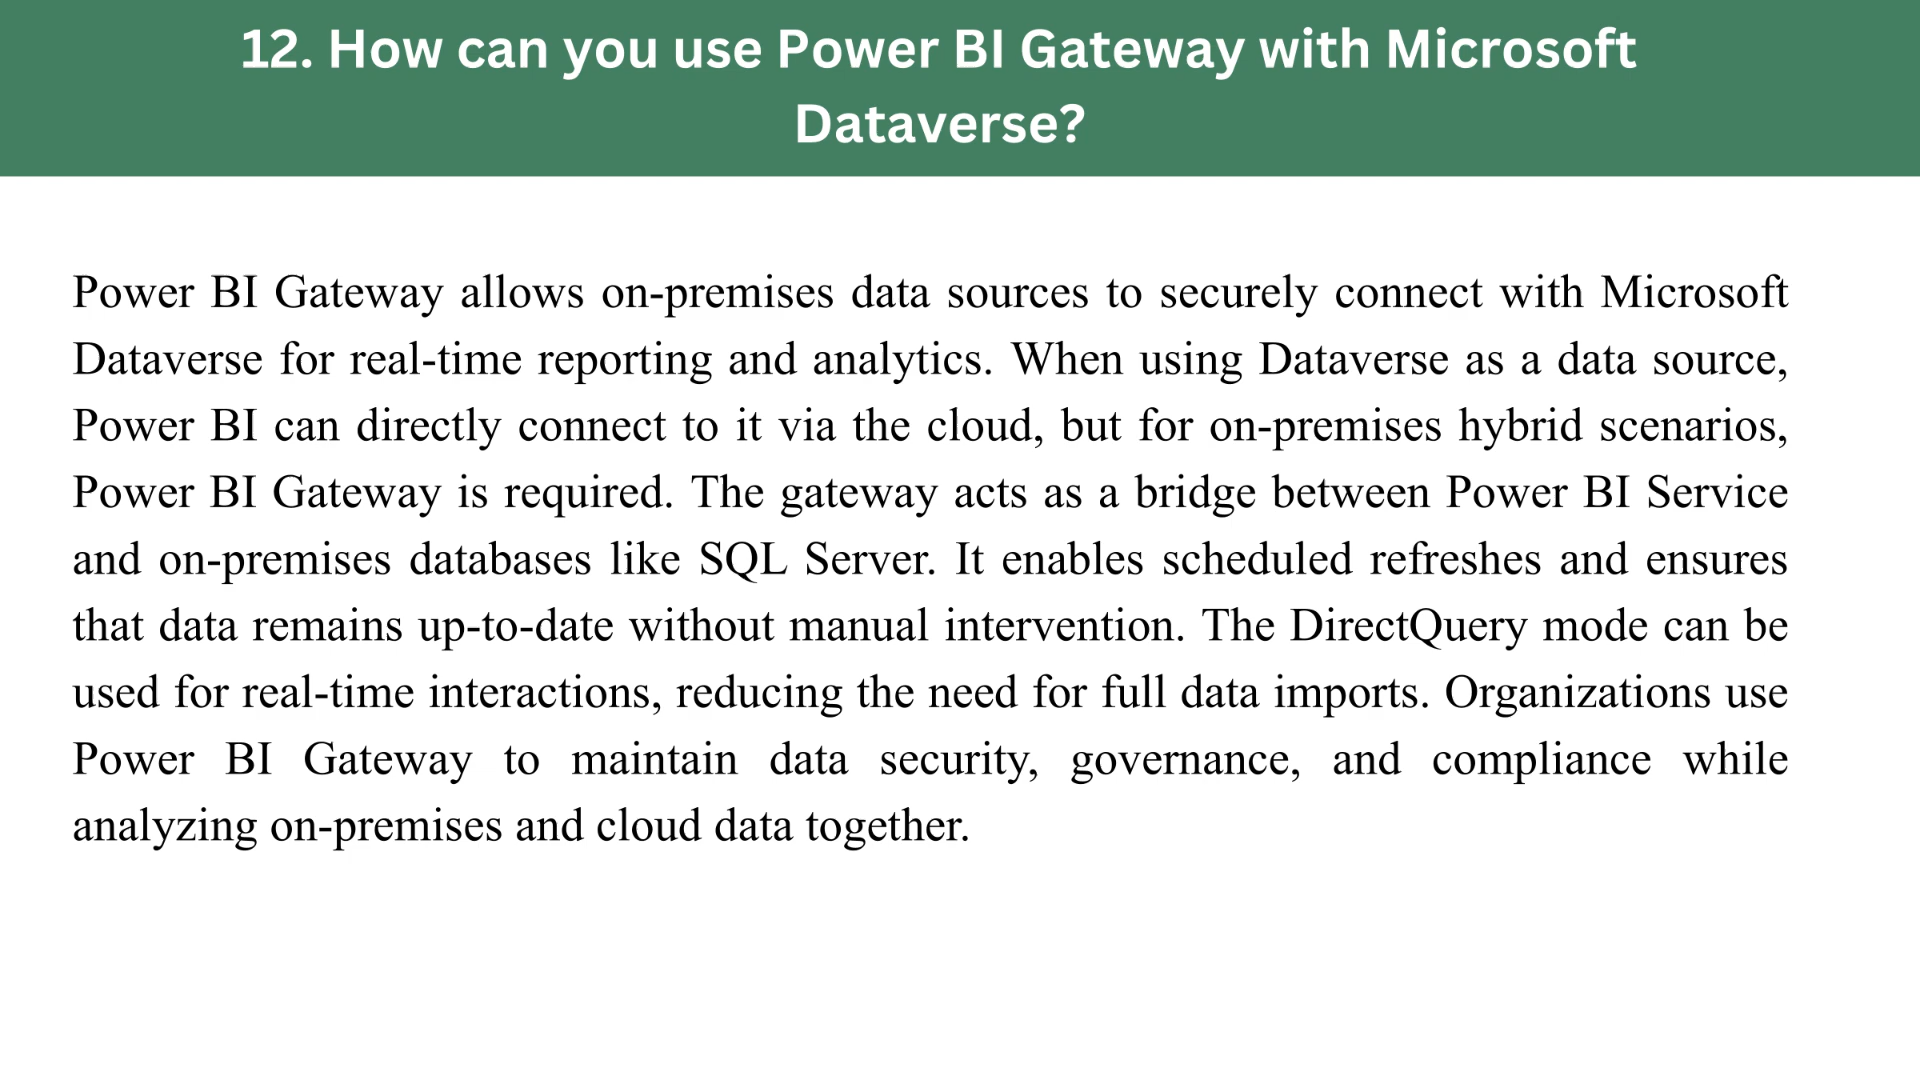 12. How can you use Power BI Gateway with Microsoft
Dataverse?
Power BI Gateway allows on-premises data sources to securely connect with Microsoft
Dataverse for real-time reporting and analytics. When using Dataverse as a data source,
Power BI can directly connect to it via the cloud, but for on-premises hybrid scenarios,
Power BI Gateway is required. The gateway acts as a bridge between Power BI Service
and on-premises databases like SQL Server. It enables scheduled refreshes and ensures
that data remains up-to-date without manual intervention. The DirectQuery mode can be
used for real-time interactions, reducing the need for full data imports. Organizations use
Power BI Gateway to maintain data security, governance, and compliance while
analyzing on-premises and cloud data together.